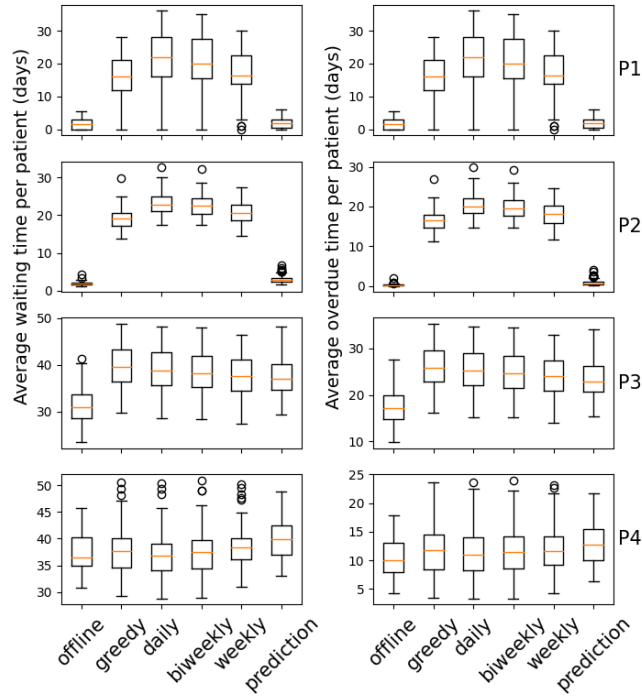 Average waiting time per patient (days)
30
20
10
0
30
20
10
0
50
40
30
50
45
40
35
30
offline
greedy
daily
biweekly
weekly
prediction
Average overdue time per patient (days)
30
20
10
0
P1
30
20
10
0
P2
30
20
10
P3
25
20
15
10
5
P4
offline
greedy
daily
biweekly
weekly
prediction